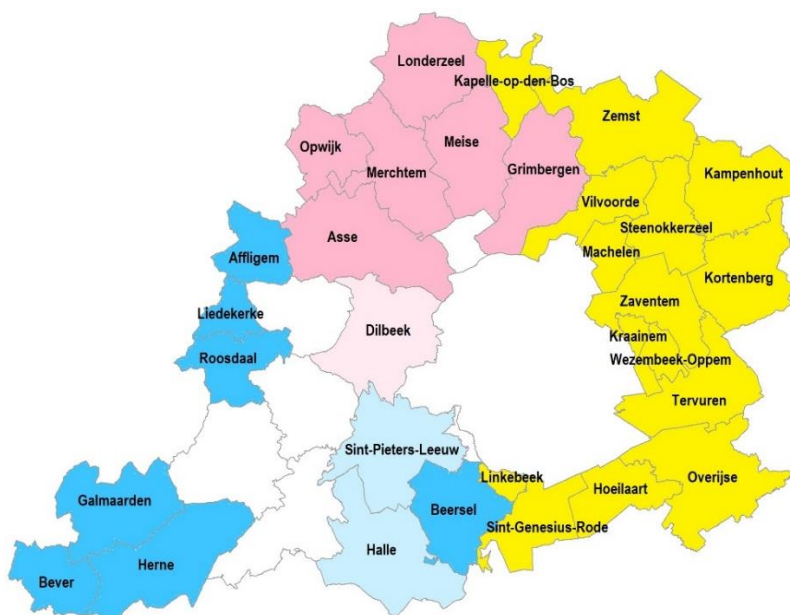 Londerzeel
Kapelle-op-den-Bos
Zemst
Opwijk
Meise
Merchtem
Grimbergen
Kampenhout
Vilvoorde
Steenokkerzeel
Asse
Machelen
Affligem
Kortenberg
Zaventem
Liedekerke
Dilbeek
Kraainem
Roosdaal
Wezembeek-Oppem
Tervuren
Sint-Pieters-Leeuw
Linkebeek
Overijse
Hoeilaart
Galmaarden
Beersel
Sint-Genesius-Rode
Halle
Herne
Bever